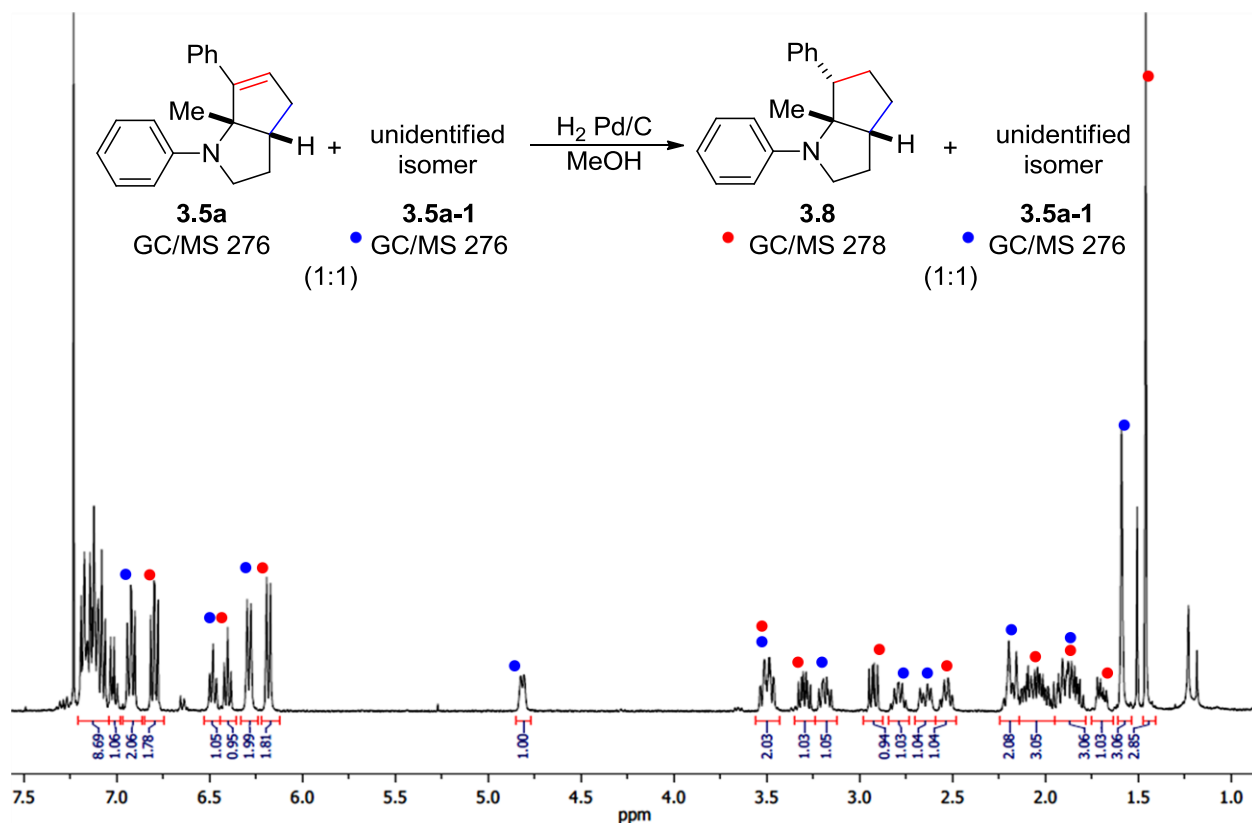 Ph
Me
H
N
3.5a
GC/MS 276
+
unidentified
isomer
3.5a-1
GC/MS 276
(1:1)
H2 Pd/C
MeOH
Ph
Me
H
N
3.8
GC/MS 278
+
unidentified
isomer
3.5a-1
GC/MS 276
(1:1)
8.69 1.06 2.06 1.78 1.05 0.95 1.99 1.81 1.00 2.03 1.03 1.05 0.94 1.03 1.04 1.04 2.08 3.05 3.06 1.03 3.06 2.85
7.5 7.0 6.5 6.0 5.5 5.0 4.5 4.0 3.5 3.0 2.5 2.0 1.5 1.0
ppm